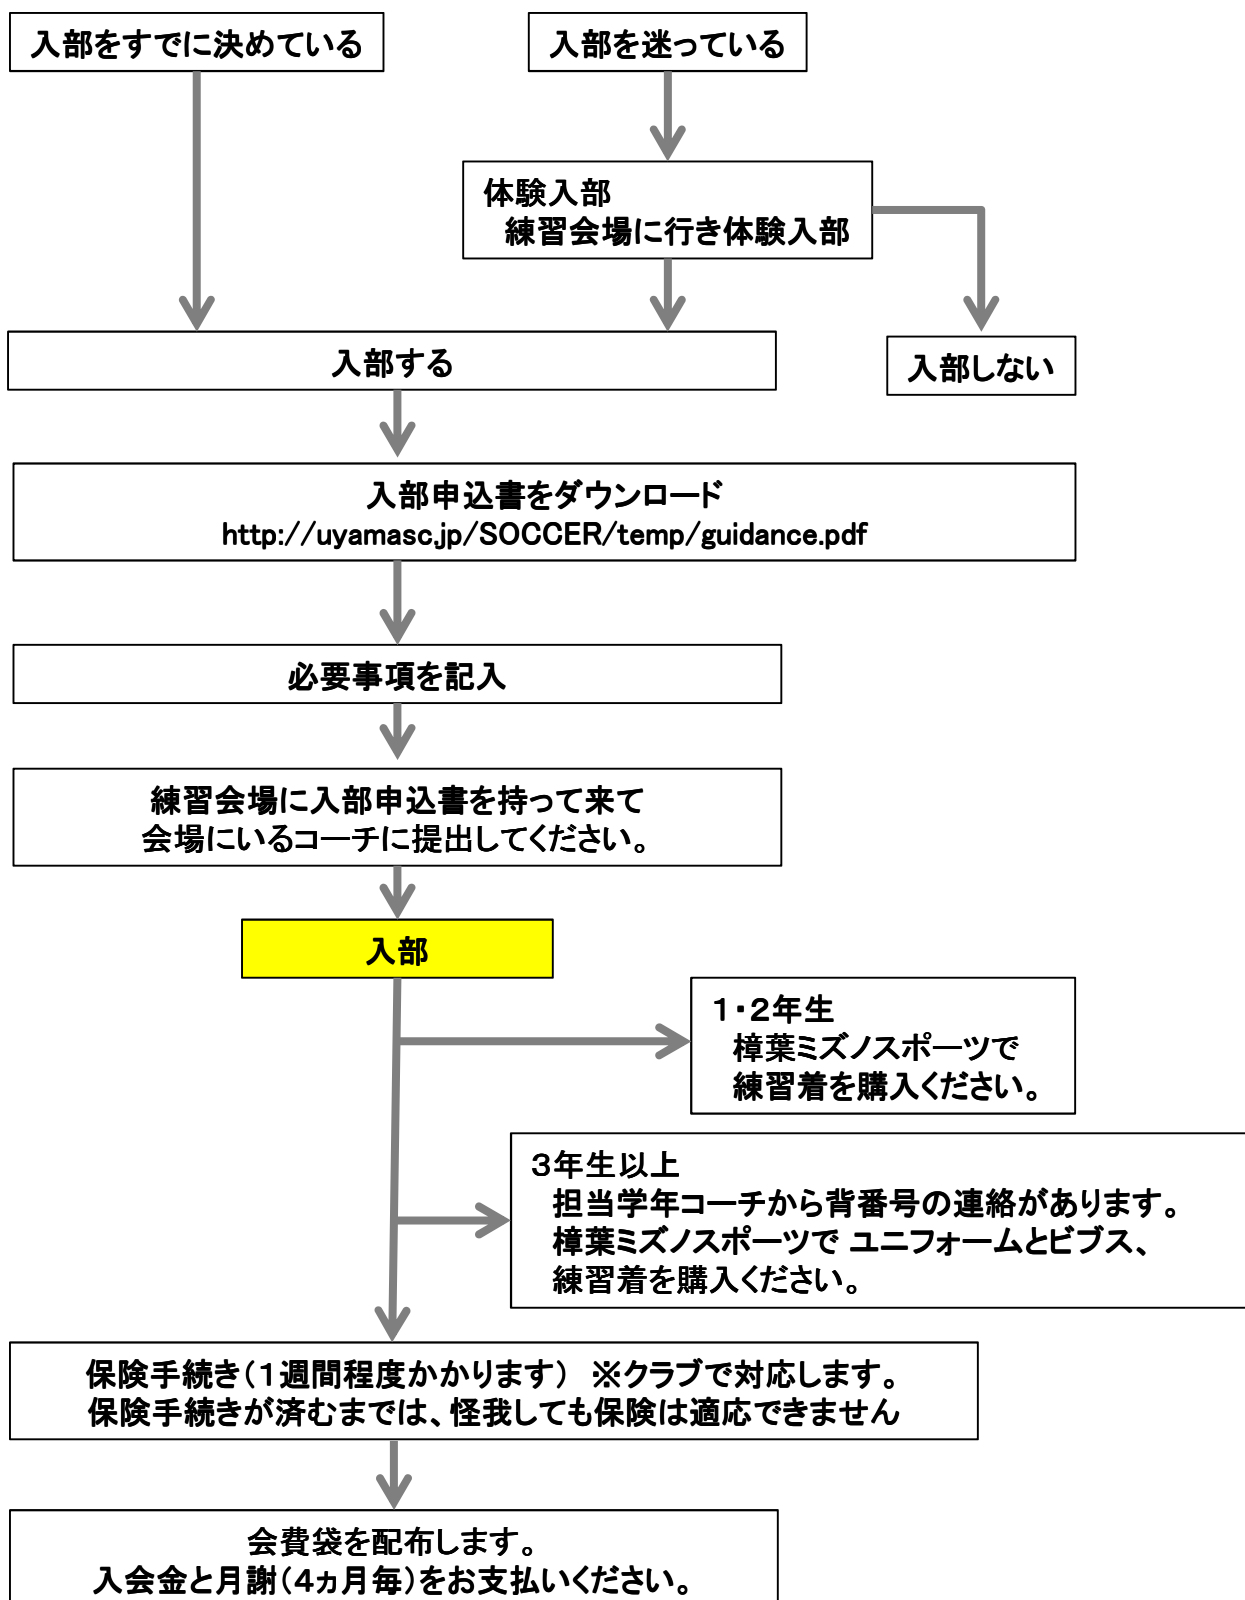 入部をすでに決めている
入部を迷っている
体験入部
練習会場に行き体験入部
入部する
入部しない
入部申込書をダウンロード
http://uyamasc.jp/SOCCER/temp/guidance.pdf
必要事項を記入
練習会場に入部申込書を持って来て
会場にいるコーチに提出してください。
入部
１・２年生
樟葉ミズノスポーツで
練習着を購入ください。
３年生以上
担当学年コーチから背番号の連絡があります。
樟葉ミズノスポーツで ユニフォームとビブス、
練習着を購入ください。
保険手続き（１週間程度かかります） ※クラブで対応します。
保険手続きが済むまでは、怪我しても保険は適応できません
会費袋を配布します。
入会金と月謝（４ヵ月毎）をお支払いください。